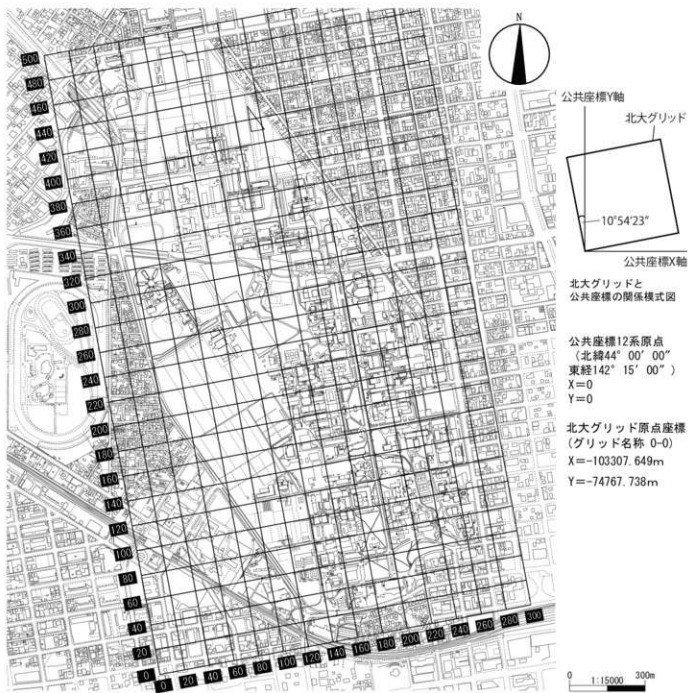 N
500
480
460
440
420
400
380
360
340
320
300
280
260
240
220
200
180
160
140
120
100
80
60
40
20
0
0
20
40
60
80
100
120
140
160
180
200
220
240
260
280
300
公共座標Y軸
北大グリッド
10°54′23″
公共座標X軸
北大グリッドと
公共座標の関係模式図
公共座標12系原点
(北緯44° 00′ 00″
東経142° 15′ 00″ )
X=0
Y=0
北大グリッド原点座標
(グリッド名称 0-0)
X=-103307.649m
Y=-74767.738m
0 1:15000 300m